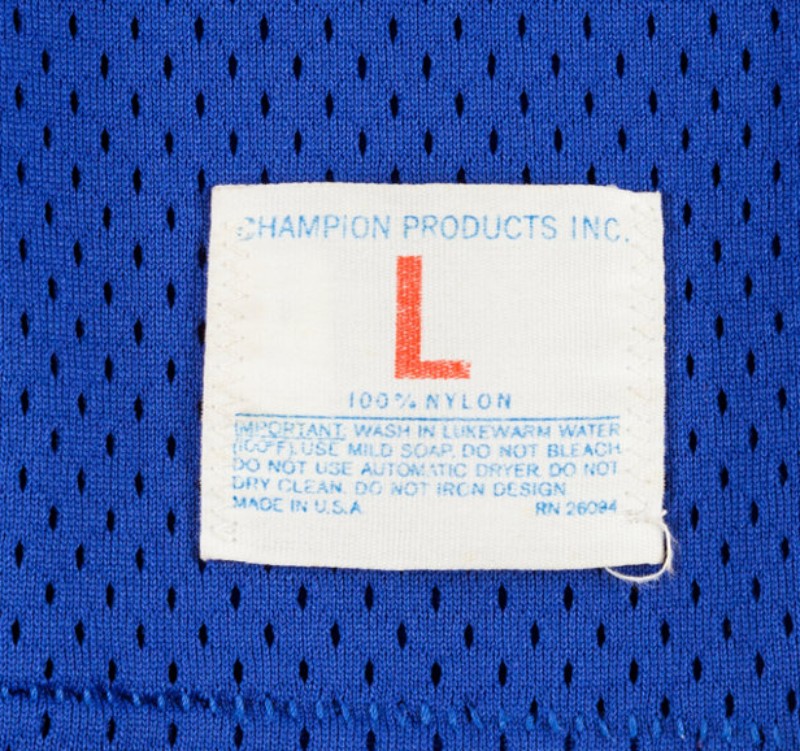 CHAMPION PRODUCTS INC.
L
100% NYLON
IMPORTANT. WASH IN LUKEWARM WATER
(100°F). USE MILD SOAP. DO NOT BLEACH
DO NOT USE AUTOMATIC DRYER. DO NOT
DRY CLEAN. DO NOT IRON DESIGN.
MADE IN U.S.A. RN 26094